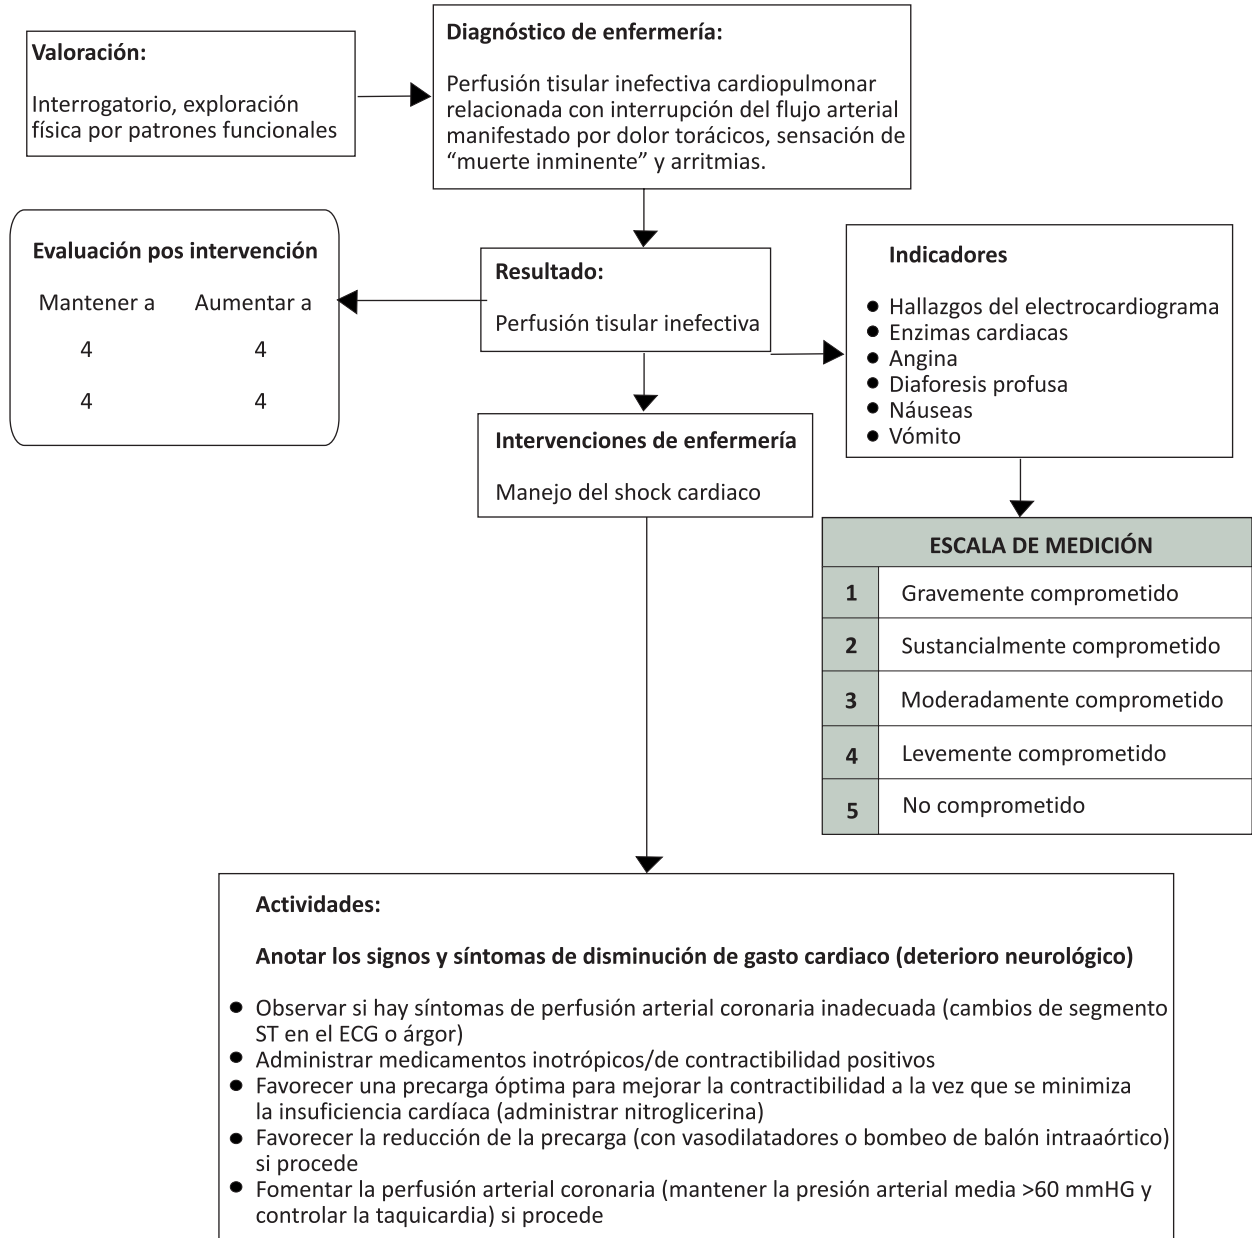 Valoración:
Interrogatorio, exploración
física por patrones funcionales
Diagnóstico de enfermería:
Perfusión tisular inefectiva cardiopulmonar
relacionada con interrupción del flujo arterial
manifestado por dolor torácicos, sensación de
“muerte inminente” y arritmias.
Evaluación pos intervención
Mantener a Aumentar a
4 4
4 4
Resultado:
Perfusión tisular inefectiva
Indicadores
● Hallazgos del electrocardiograma
● Enzimas cardiacas
● Angina
● Diaforesis profusa
● Náuseas
● Vómito
Intervenciones de enfermería
Manejo del shock cardiaco
ESCALA DE MEDICIÓN
1 Gravemente comprometido
2 Sustancialmente comprometido
3 Moderadamente comprometido
4 Levemente comprometido
5 No comprometido
Actividades:
Anotar los signos y síntomas de disminución de gasto cardiaco (deterioro neurológico)
● Observar si hay síntomas de perfusión arterial coronaria inadecuada (cambios de segmento
ST en el ECG o árgor)
● Administrar medicamentos inotrópicos/de contractibilidad positivos
● Favorecer una precarga óptima para mejorar la contractibilidad a la vez que se minimiza
la insuficiencia cardíaca (administrar nitroglicerina)
● Favorecer la reducción de la precarga (con vasodilatadores o bombeo de balón intraaórtico)
si procede
● Fomentar la perfusión arterial coronaria (mantener la presión arterial media >60 mmHG y
controlar la taquicardia) si procede